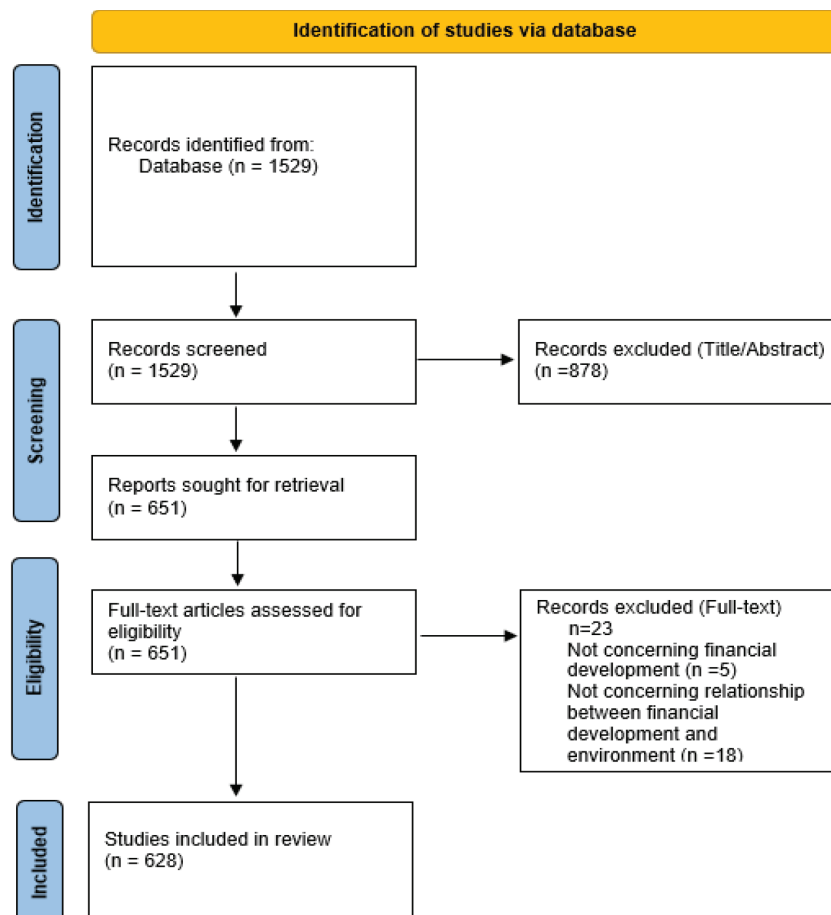 Identification of studies via database
Identification
Records identified from:
Database (n = 1529)
Screening
Records screened
(n = 1529)
Records excluded (Title/Abstract)
(n =878)
Reports sought for retrieval
(n = 651)
Eligibility
Full-text articles assessed for
eligibility
(n = 651)
Records excluded (Full-text)
n=23
Not concerning financial
development (n =5)
Not concerning relationship
between financial
development and
environment (n =18)
Included
Studies included in review
(n = 628)